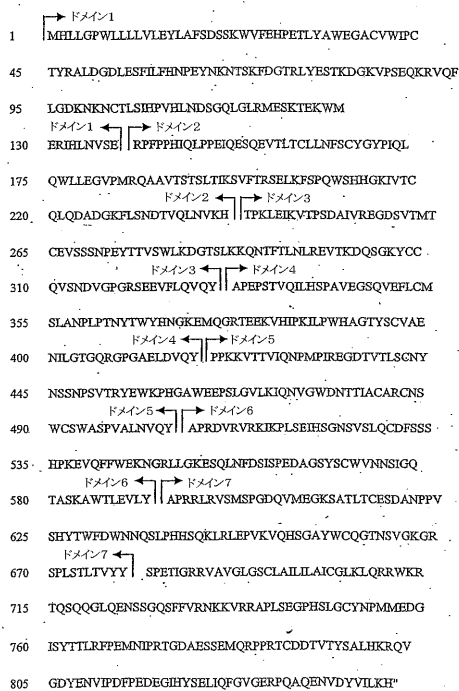 ドメイン1
1 MHLLGPWLLLLVLEYLAFSDSSKWVFEHPETLYAWEGACVWIPC
45 TYRALDGDLESFILFHNPEYNKNTSKFDGTRLYESTKDGKVPSEQKRVQF
95 LGDKNKNCTLSIHPVHLNDSGQLGLRMESKTEKWM
ドメイン1 ドメイン2
130 ERIHLNVSE RPFPPHIQLPPEIQESQEVTLTCLLNFSCYGYPIQL
175 QWLLEGVPMRQAAVTSTSLTIKSVFTRSELKFSPQWSHHGKIVTC
ドメイン2 ドメイン3
220 QLQDADGKFLSNDTVQLNVKH TPKLEIKVTPSDAIVREGDSVTMT
265 CEVSSSNPEYTTVSWLKDGTSLKKQNTFTLNLREVTKDQSGKYCC
ドメイン3 ドメイン4
310 QVSNDVGPGRSEEVFLQVQY APEPSTVQILHSPAVEGSQVEFLCM
355 SLANPLPTNYTWYHNGKEMQGRTEEKVHIPKILPWHAGTYSCVAE
ドメイン4 ドメイン5
400 NILGTGQRGPGAELDVQY PPKKVTTVIQNPMPIREGDTVTLSCNY
445 NSSNPSVTRYEWKPHGAWEEPSLGVLKIQNVGWDNTTIACARCNS
ドメイン5 ドメイン6
490 WCSWASPVALNVQY APRDVRVRKIKPLSEIHSGNSVSLQCDFSSS
535 HPKEVQFFWEKNGRLLGKESQLNFDSISPEDAGSYSCWVNNSIGQ
ドメイン6 ドメイン7
580 TASKAWTLEVLY APRRLRVSMSPGDQVMEGKSATLTCESDANPPV
625 SHYTWFDWNNQSLPHHSQKLRLEPVKVQHSGAYWCQGTNSVGKGR
ドメイン7
670 SPLSTLTVYY SPETIGRRVAVGLGSCLAILILAICGLKLQRRWKR
715 TQSQQGLQENSSGQSFFVRNKKVRRAPLSEGPHSLGCYNPMMEDG
760 ISYTTLRFPEMNIPRTGDAESSEMQRPPRTCDDTVTYSALHKRQV
805 GDYENVIPDFPEDEGIHYSELIQFGVGERPQAQENVDYVILKH"